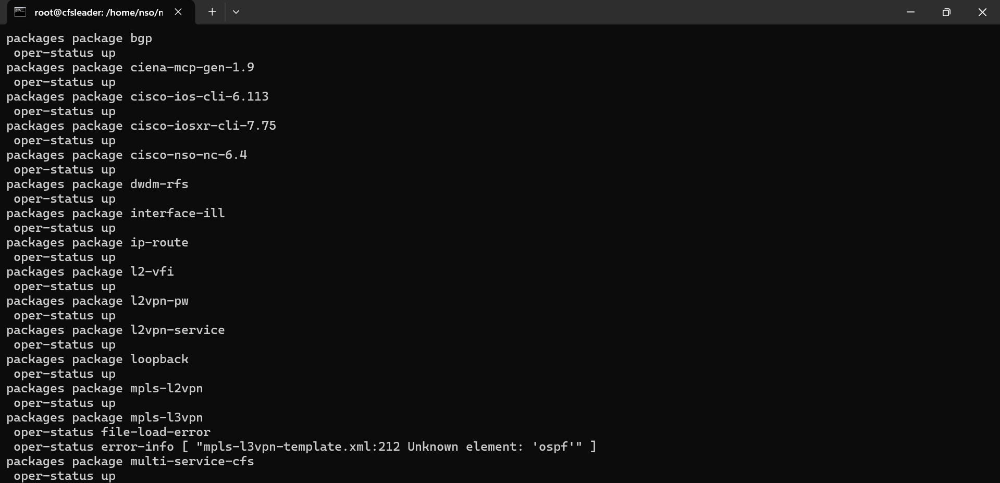 root@cfsleader: /home/nso/n
packages package bgp
oper-status up
packages package ciena-mcp-gen-1.9
oper-status up
packages package cisco-ios-cli-6.113
oper-status up
packages package cisco-iosxr-cli-7.75
oper-status up
packages package cisco-nso-nc-6.4
oper-status up
packages package dwdm-rfs
oper-status up
packages package interface-ill
oper-status up
packages package ip-route
oper-status up
packages package l2-vfi
oper-status up
packages package l2vpn-pw
oper-status up
packages package l2vpn-service
oper-status up
packages package loopback
oper-status up
packages package mpls-l2vpn
oper-status up
packages package mpls-l3vpn
oper-status file-load-error
oper-status error-info [ "mpls-l3vpn-template.xml:212 Unknown element: 'ospf'" ]
packages package multi-service-cfs
oper-status up